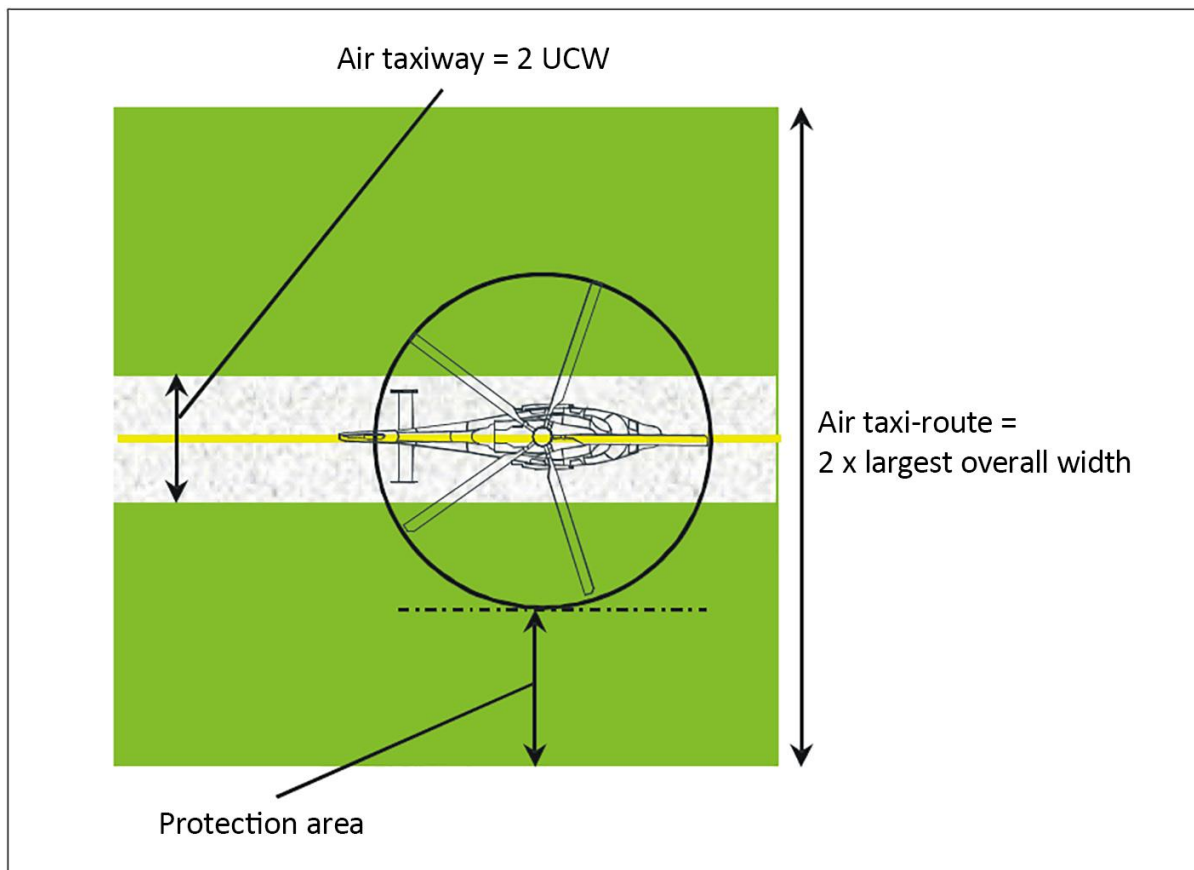 Air taxiway = 2 UCW
Air taxi-route =
2 x largest overall width
Protection area